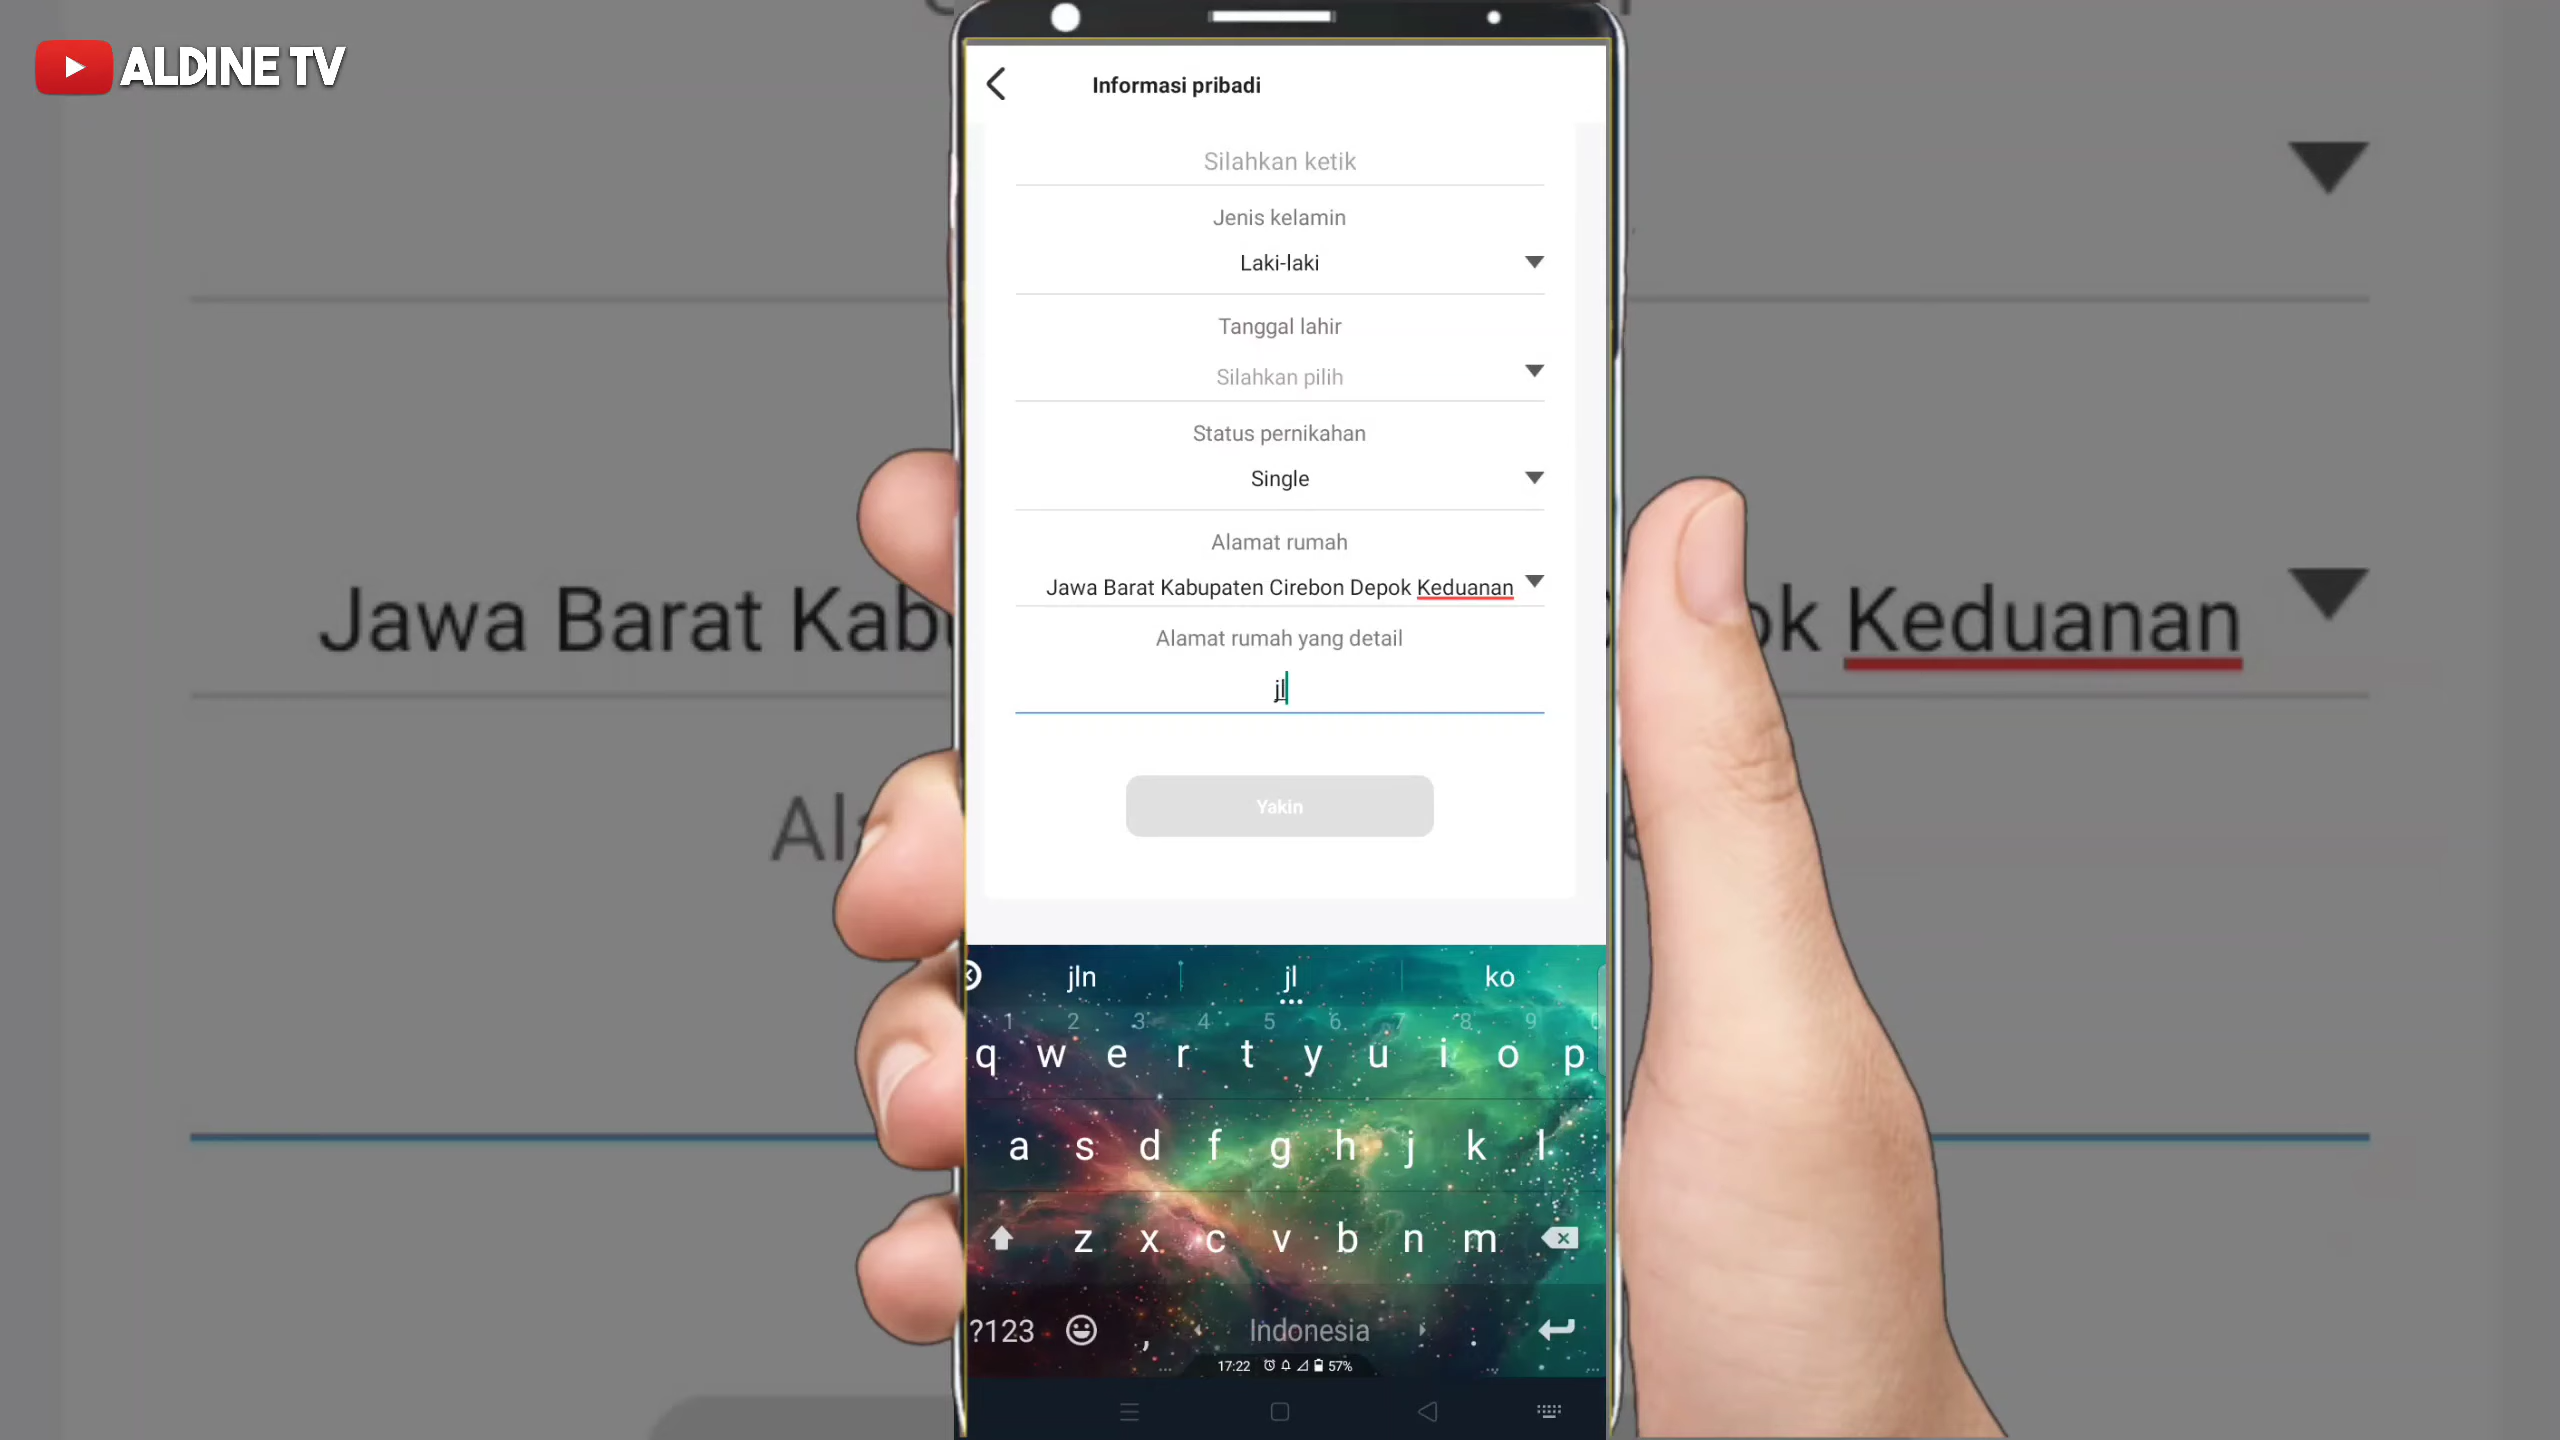 ALDINE TV
Informasi pribadi
Silahkan ketik
Jenis kelamin
Laki-laki
Tanggal lahir
Silahkan pilih
Status pernikahan
Single
Alamat rumah
Jawa Barat Kabupaten Cirebon Depok Keduanan
Alamat rumah yang detail
jl
Yakin
jln jl ko
1 2 3 4 5 6 7 8 9
q w e r t y u i o p
a s d f g h j k l
z x c v b n m
?123 , Indonesia .
17:22 57%
Jawa Barat Kab
ok Keduanan
Al